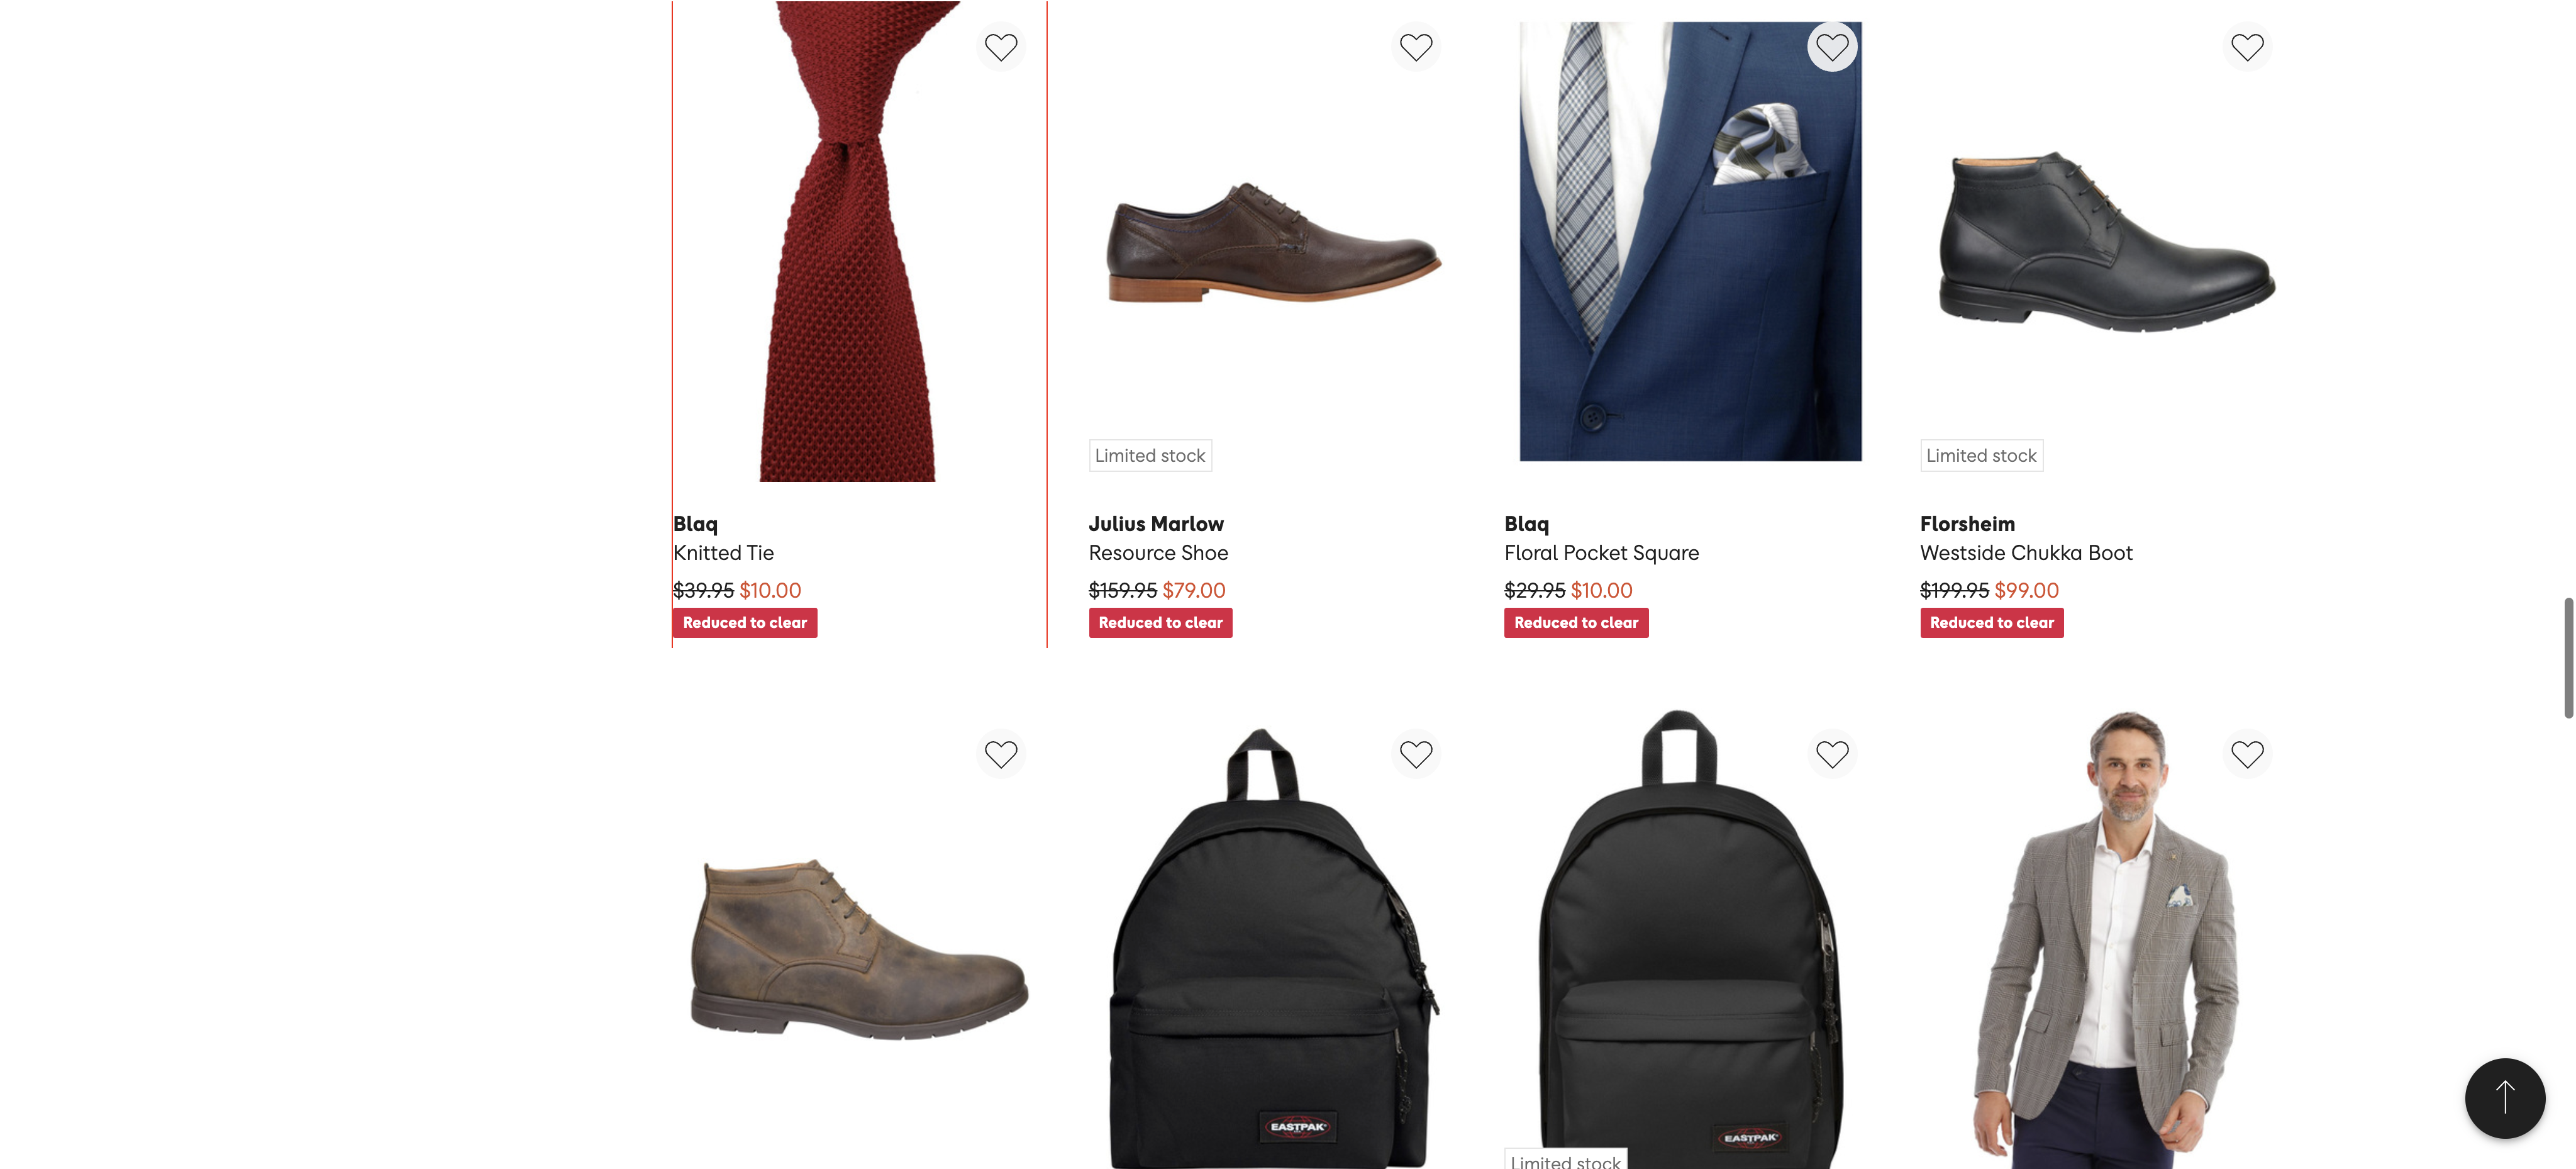 Limited stock
Limited stock
Blaq
Knitted Tie
$39.95 $10.00
Reduced to clear
Julius Marlow
Resource Shoe
$159.95 $79.00
Reduced to clear
Blaq
Floral Pocket Square
$29.95 $10.00
Reduced to clear
Florsheim
Westside Chukka Boot
$199.95 $99.00
Reduced to clear
EASTPAK
EASTPAK
Limited stock